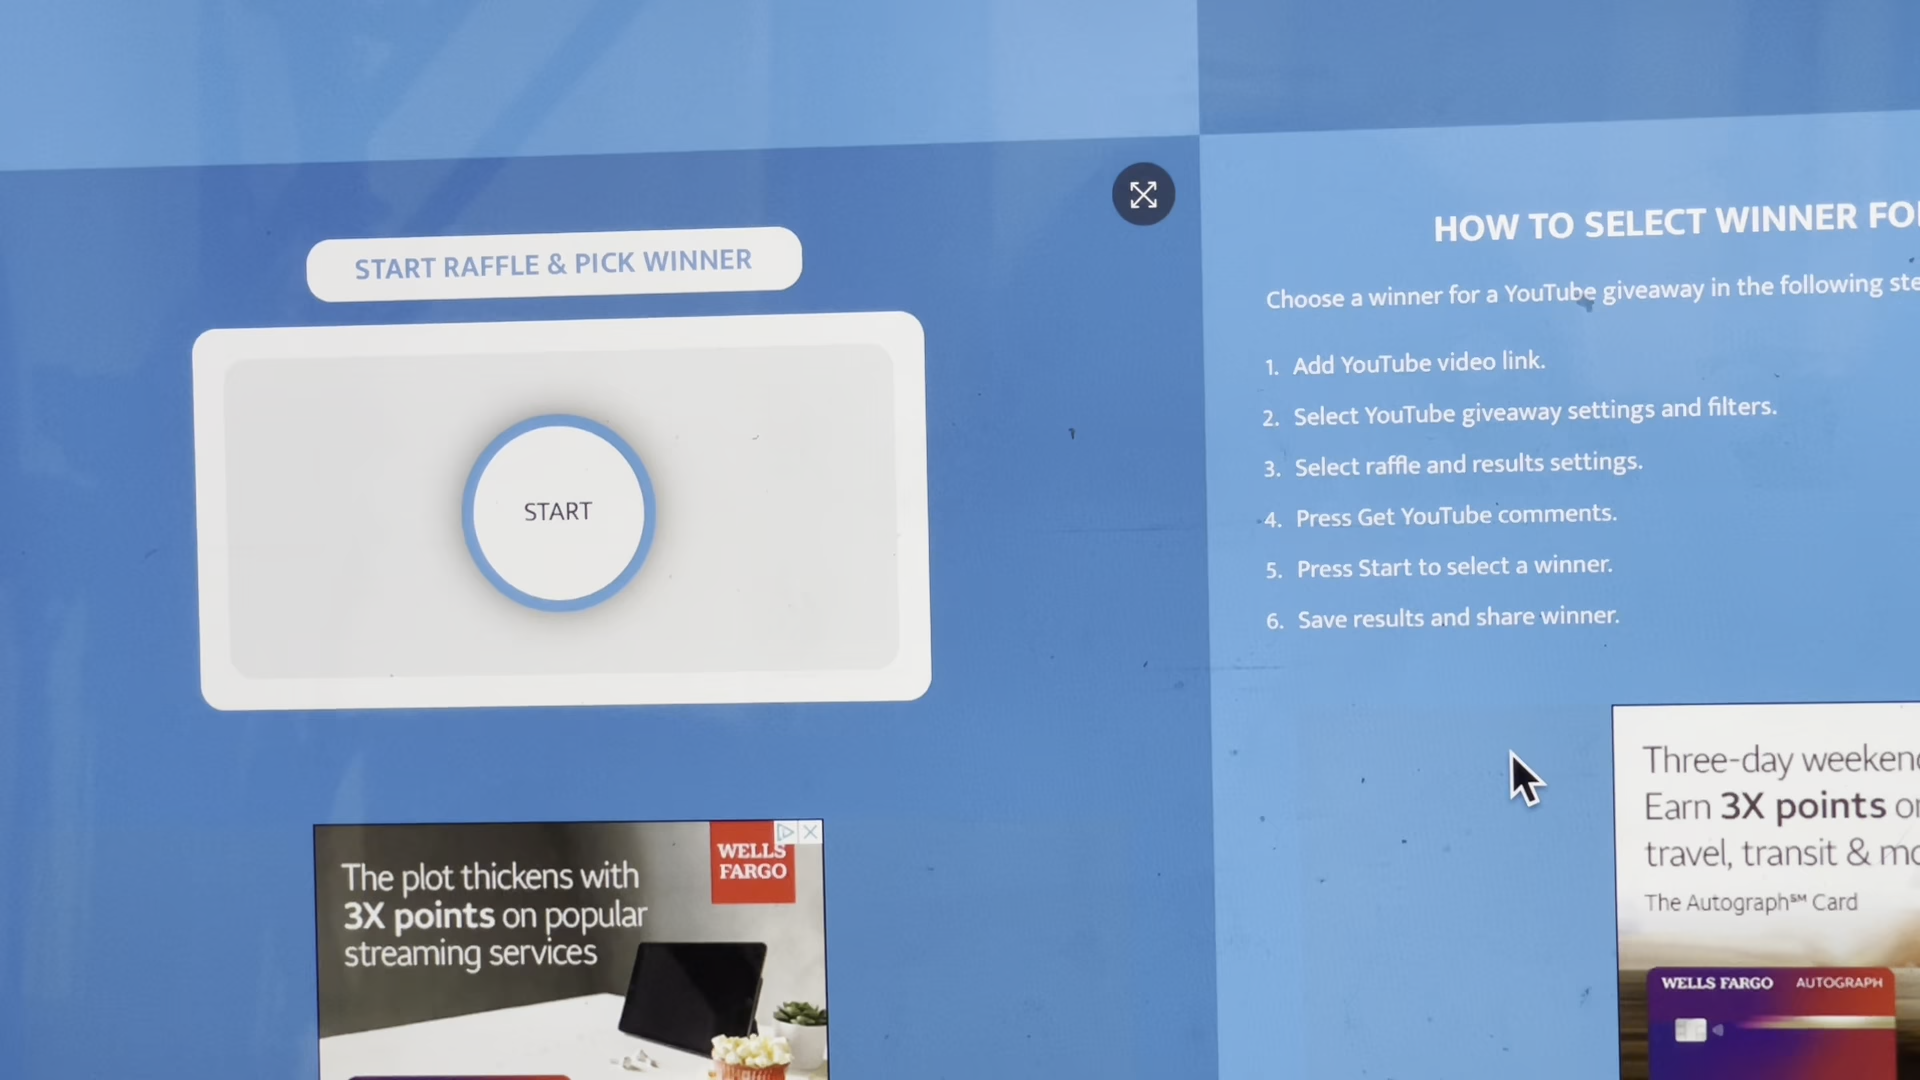 START RAFFLE & PICK WINNER
START
HOW TO SELECT WINNER FO
Choose a winner for a YouTube giveaway in the following ste
1. Add YouTube video link.
2. Select YouTube giveaway settings and filters.
3. Select raffle and results settings.
4. Press Get YouTube comments.
5. Press Start to select a winner.
6. Save results and share winner.
The plot thickens with
3X points on popular
streaming services
WELLS
FARGO
Three-day weekend
Earn 3X points on
travel, transit & mo
The Autograph℠ Card
WELLS FARGO AUTOGRAPH